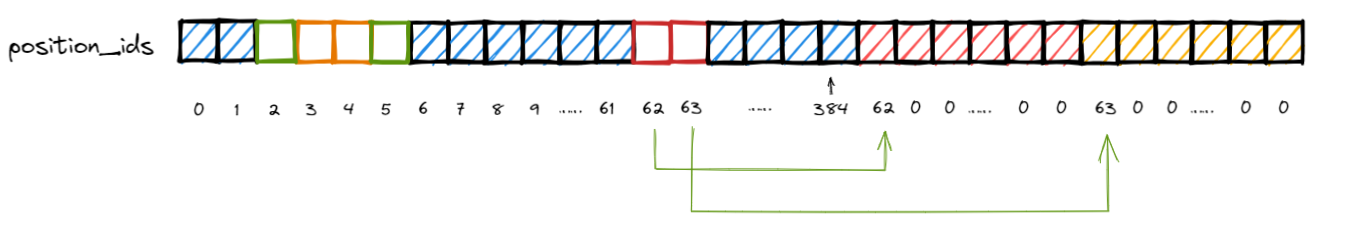 position_ids
0 1 2 3 4 5 6 7 8 9 ..... 61 62 63 ..... 384 62 0 0 ..... 0 0 63 0 0 ..... 0 0